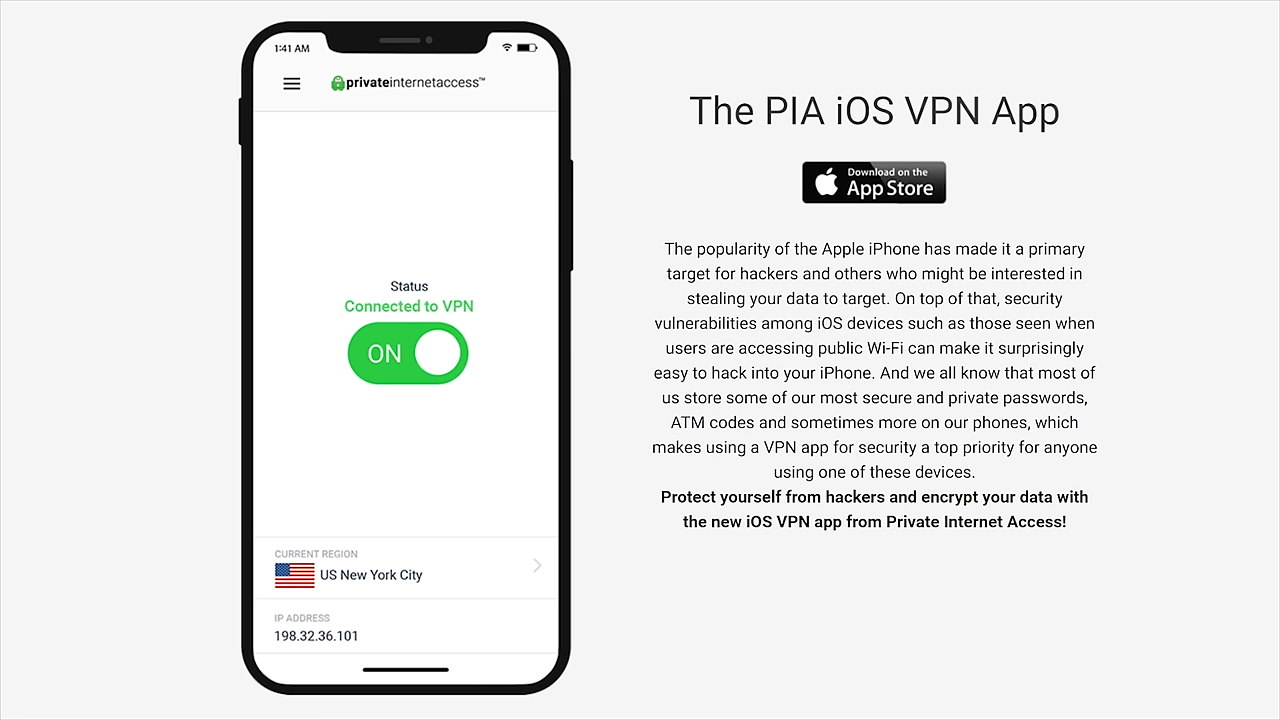 1:41 AM
privateinternetaccess™
Status
Connected to VPN
ON
CURRENT REGION
US New York City
IP ADDRESS
198.32.36.101
The PIA iOS VPN App
Download on the
App Store
The popularity of the Apple iPhone has made it a primary
target for hackers and others who might be interested in
stealing your data to target. On top of that, security
vulnerabilities among iOS devices such as those seen when
users are accessing public Wi-Fi can make it surprisingly
easy to hack into your iPhone. And we all know that most of
us store some of our most secure and private passwords,
ATM codes and sometimes more on our phones, which
makes using a VPN app for security a top priority for anyone
using one of these devices.
Protect yourself from hackers and encrypt your data with
the new iOS VPN app from Private Internet Access!